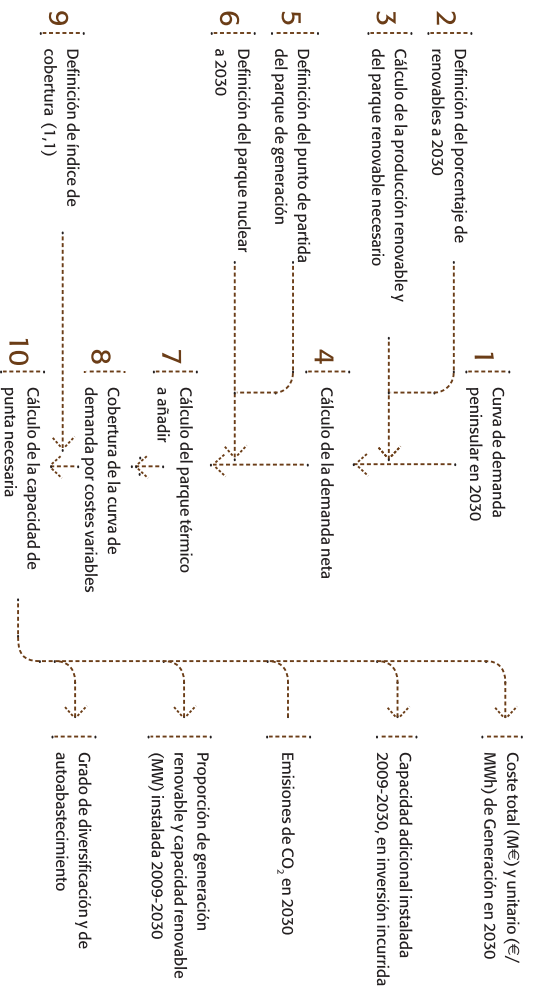 1
Curva de demanda
peninsular en 2030
2
Definición del porcentaje de
renovables a 2030
3
Cálculo de la producción renovable y
del parque renovable necesario
4
Cálculo de la demanda neta
5
Definición del punto de partida
del parque de generación
6
Definición del parque nuclear
a 2030
7
Cálculo del parque térmico
a añadir
8
Cobertura de la curva de
demanda por costes variables
9
Definición de índice de
cobertura (1,1)
10
Cálculo de la capacidad de
punta necesaria
Coste total (M€) y unitario (€/
MWh) de Generación en 2030
Capacidad adicional instalada
2009-2030, en inversión incurrida
Emisiones de CO₂ en 2030
Proporción de generación
renovable y capacidad renovable
(MW) instalada 2009-2030
Grado de diversificación y de
autoabastecimiento